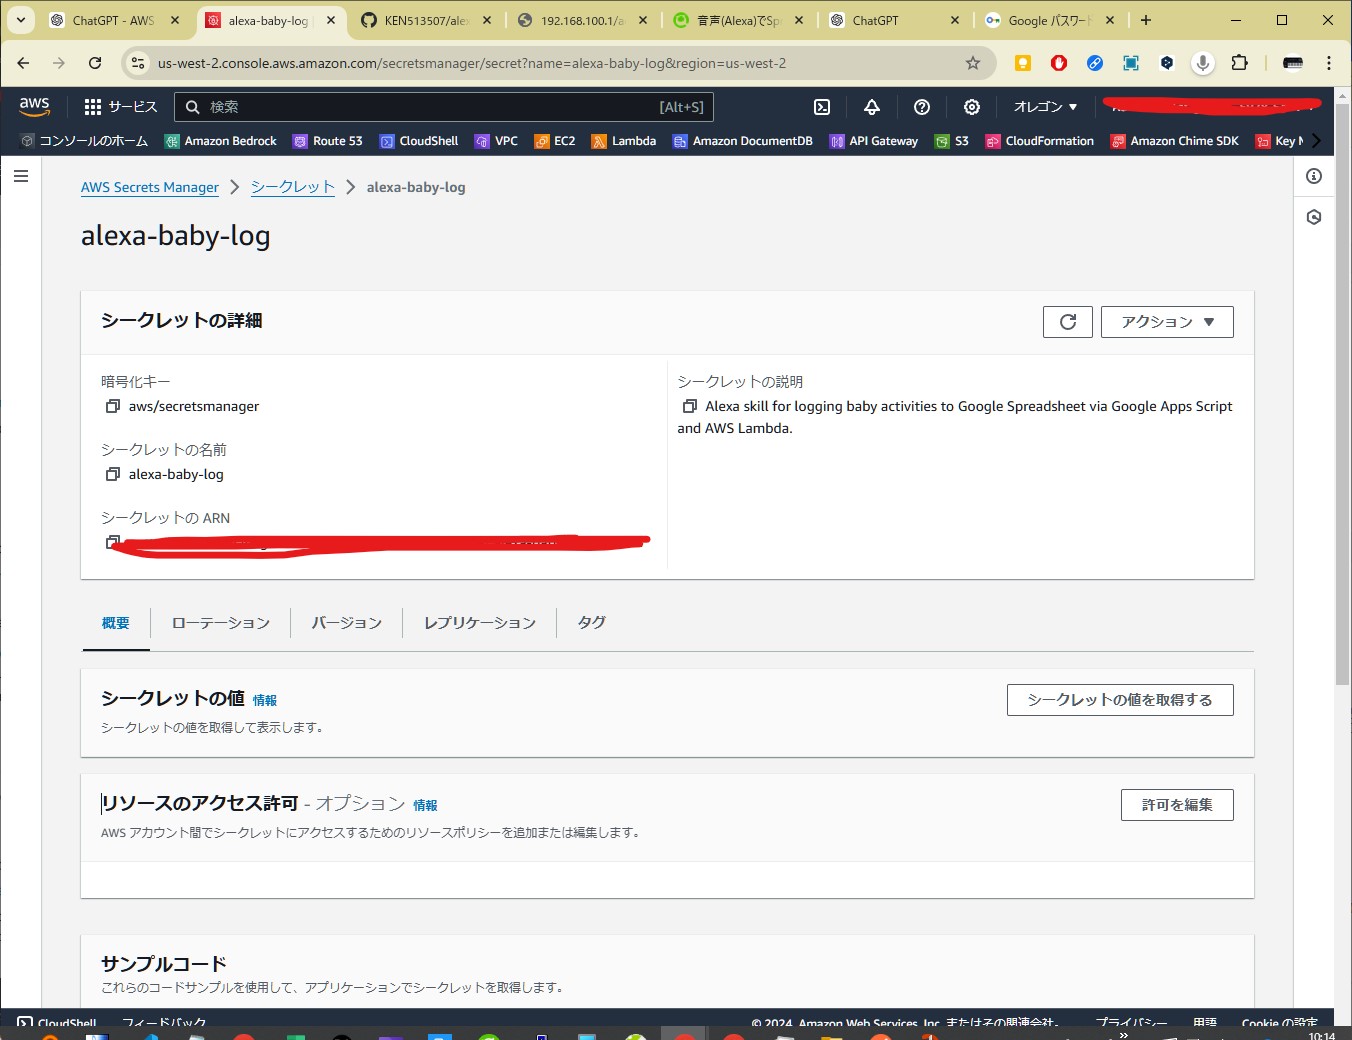 ChatGPT - AWS
alexa-baby-log
KEN513507/ale
192.168.100.1/a
音声(Alexa)でSp
ChatGPT
Google パスワード
us-west-2.console.aws.amazon.com/secretsmanager/secret?name=alexa-baby-log&region=us-west-2
aws
サービス
検索
[Alt+S]
オレゴン ▼
コンソールのホーム
Amazon Bedrock
Route 53
CloudShell
VPC
EC2
Lambda
Amazon DocumentDB
API Gateway
S3
CloudFormation
Amazon Chime SDK
Key
AWS Secrets Manager > シークレット > alexa-baby-log
alexa-baby-log
シークレットの詳細
アクション ▼
暗号化キー
aws/secretsmanager
シークレットの名前
alexa-baby-log
シークレットの ARN
シークレットの説明
Alexa skill for logging baby activities to Google Spreadsheet via Google Apps Script
and AWS Lambda.
概要
ローテーション
バージョン
レプリケーション
タグ
シークレットの値 情報
シークレットの値を取得して表示します。
シークレットの値を取得する
リソースのアクセス許可 - オプション 情報
AWS アカウント間でシークレットにアクセスするためのリソースポリシーを追加または編集します。
許可を編集
サンプルコード
これらのコードサンプルを使用して、アプリケーションでシークレットを取得します。
CloudShell
フィードバック
© 2024, Amazon Web Services, Inc. またはその関連会社。
プライバシー
用語
Cookie の設定
10:14